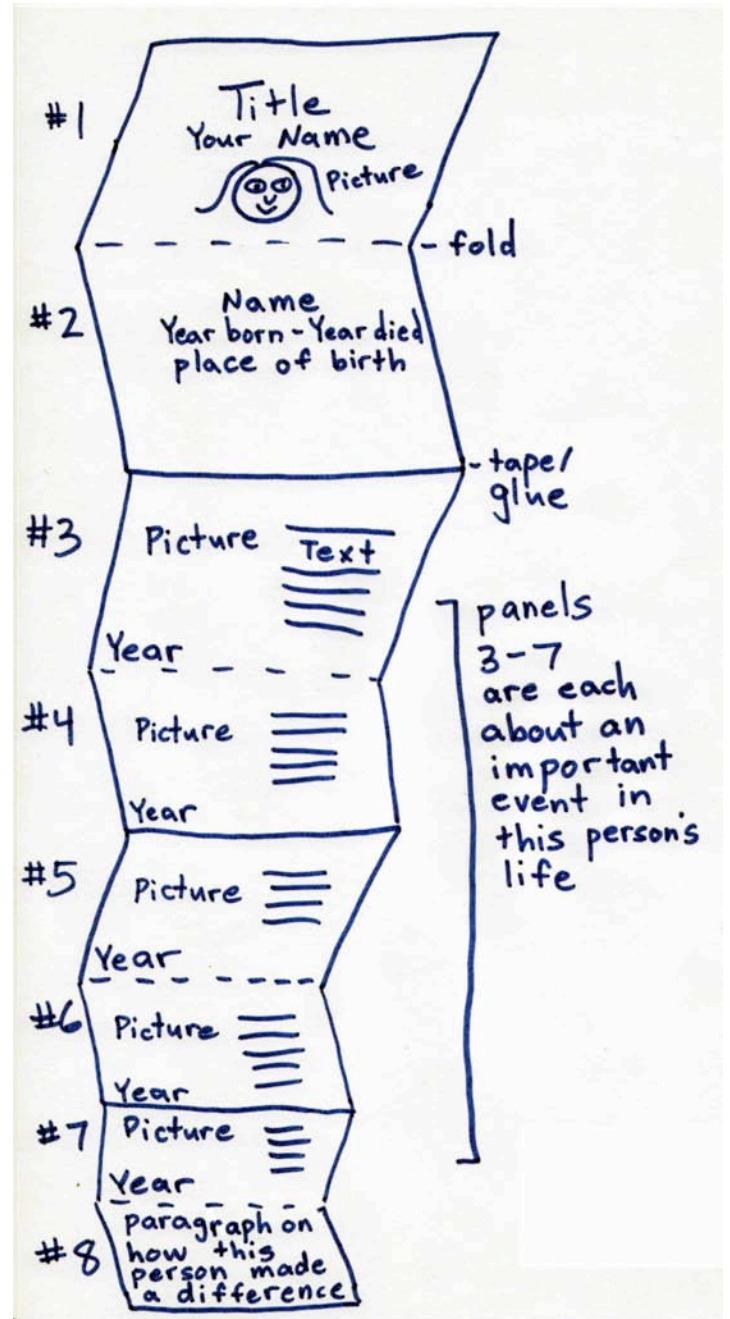 #1
Title
Your Name
Picture
- fold
#2
Name
Year born - Year died
place of birth
- tape/
glue
#3
Picture
Text
Year
#4
Picture
Year
#5
Picture
Year
#6
Picture
Year
#7
Picture
Year
panels
3-7
are each
about an
important
event in
this person's
life
#8
paragraph on
how this
person made
a difference